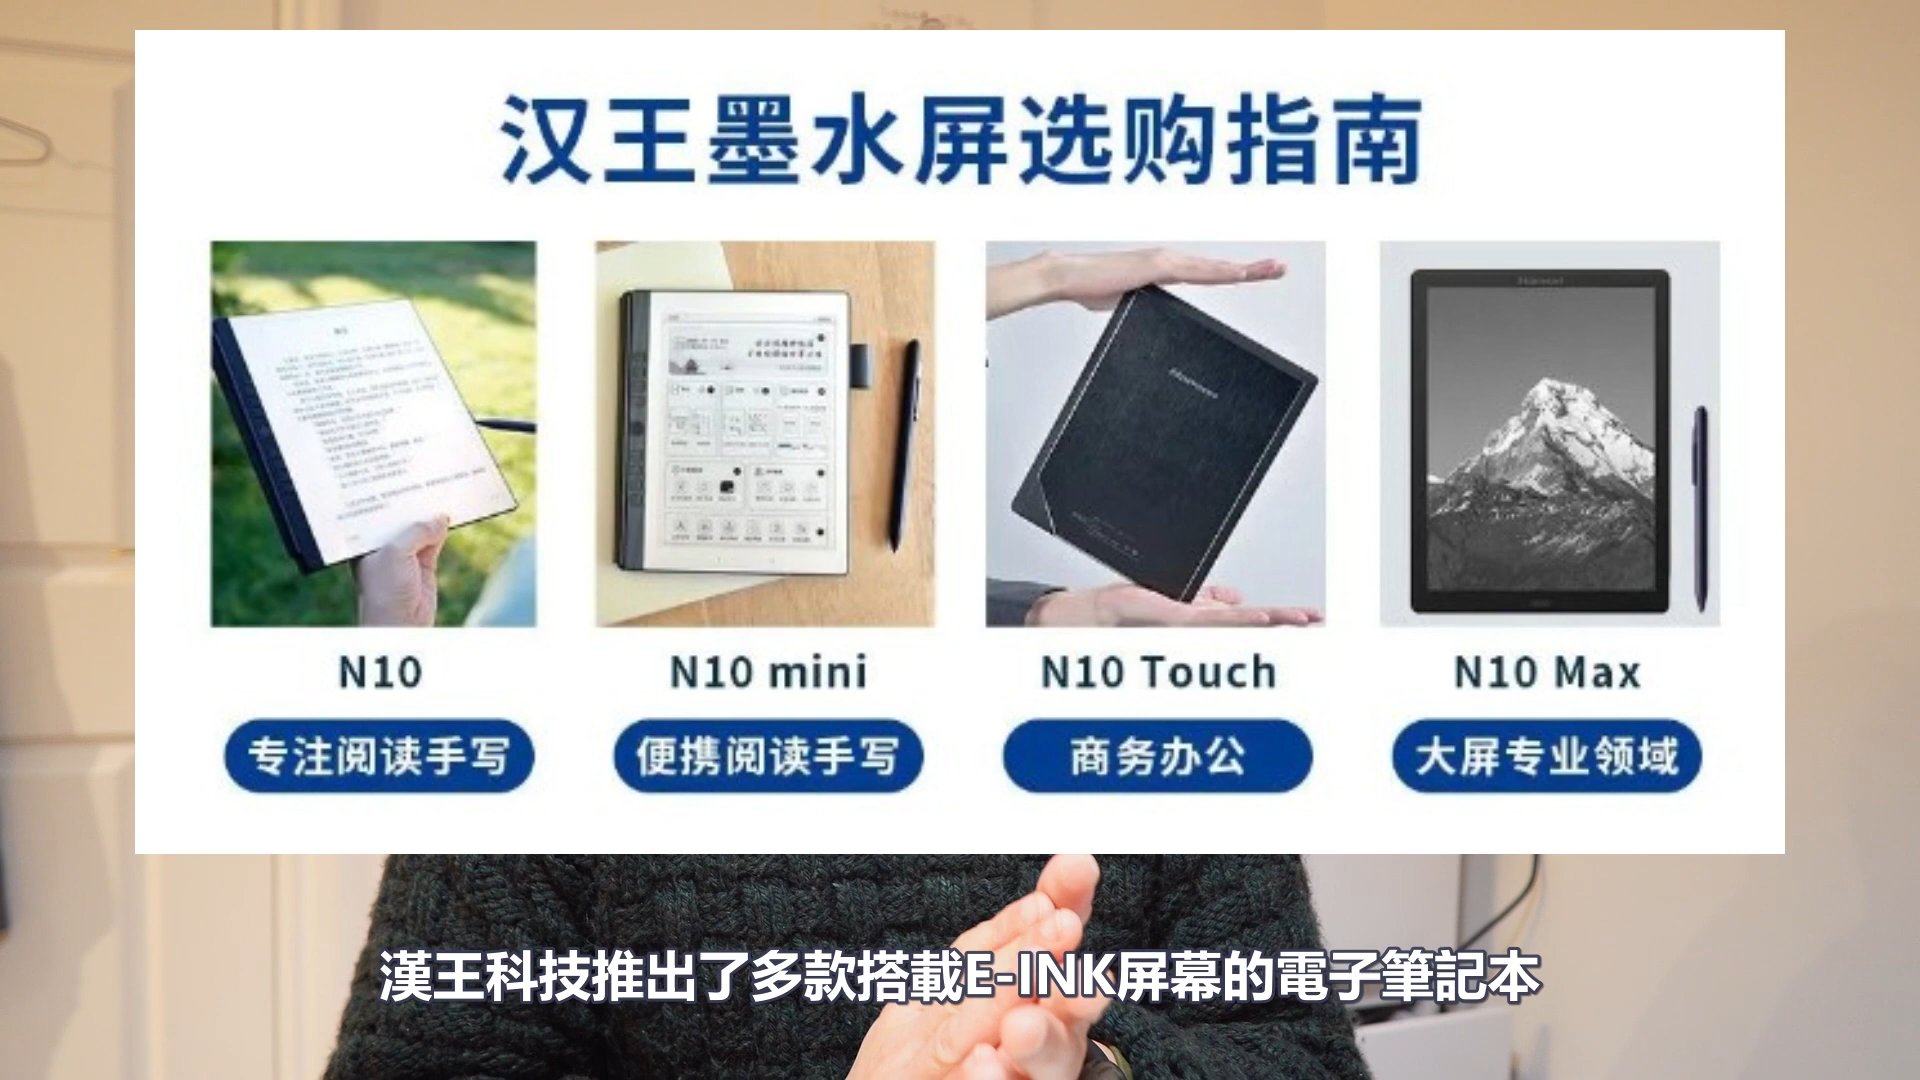 汉王墨水屏选购指南
N10
N10 mini
N10 Touch
N10 Max
专注阅读手写
便携阅读手写
商务办公
大屏专业领域
漢王科技推出了多款搭載E-INK屏幕的電子筆記本